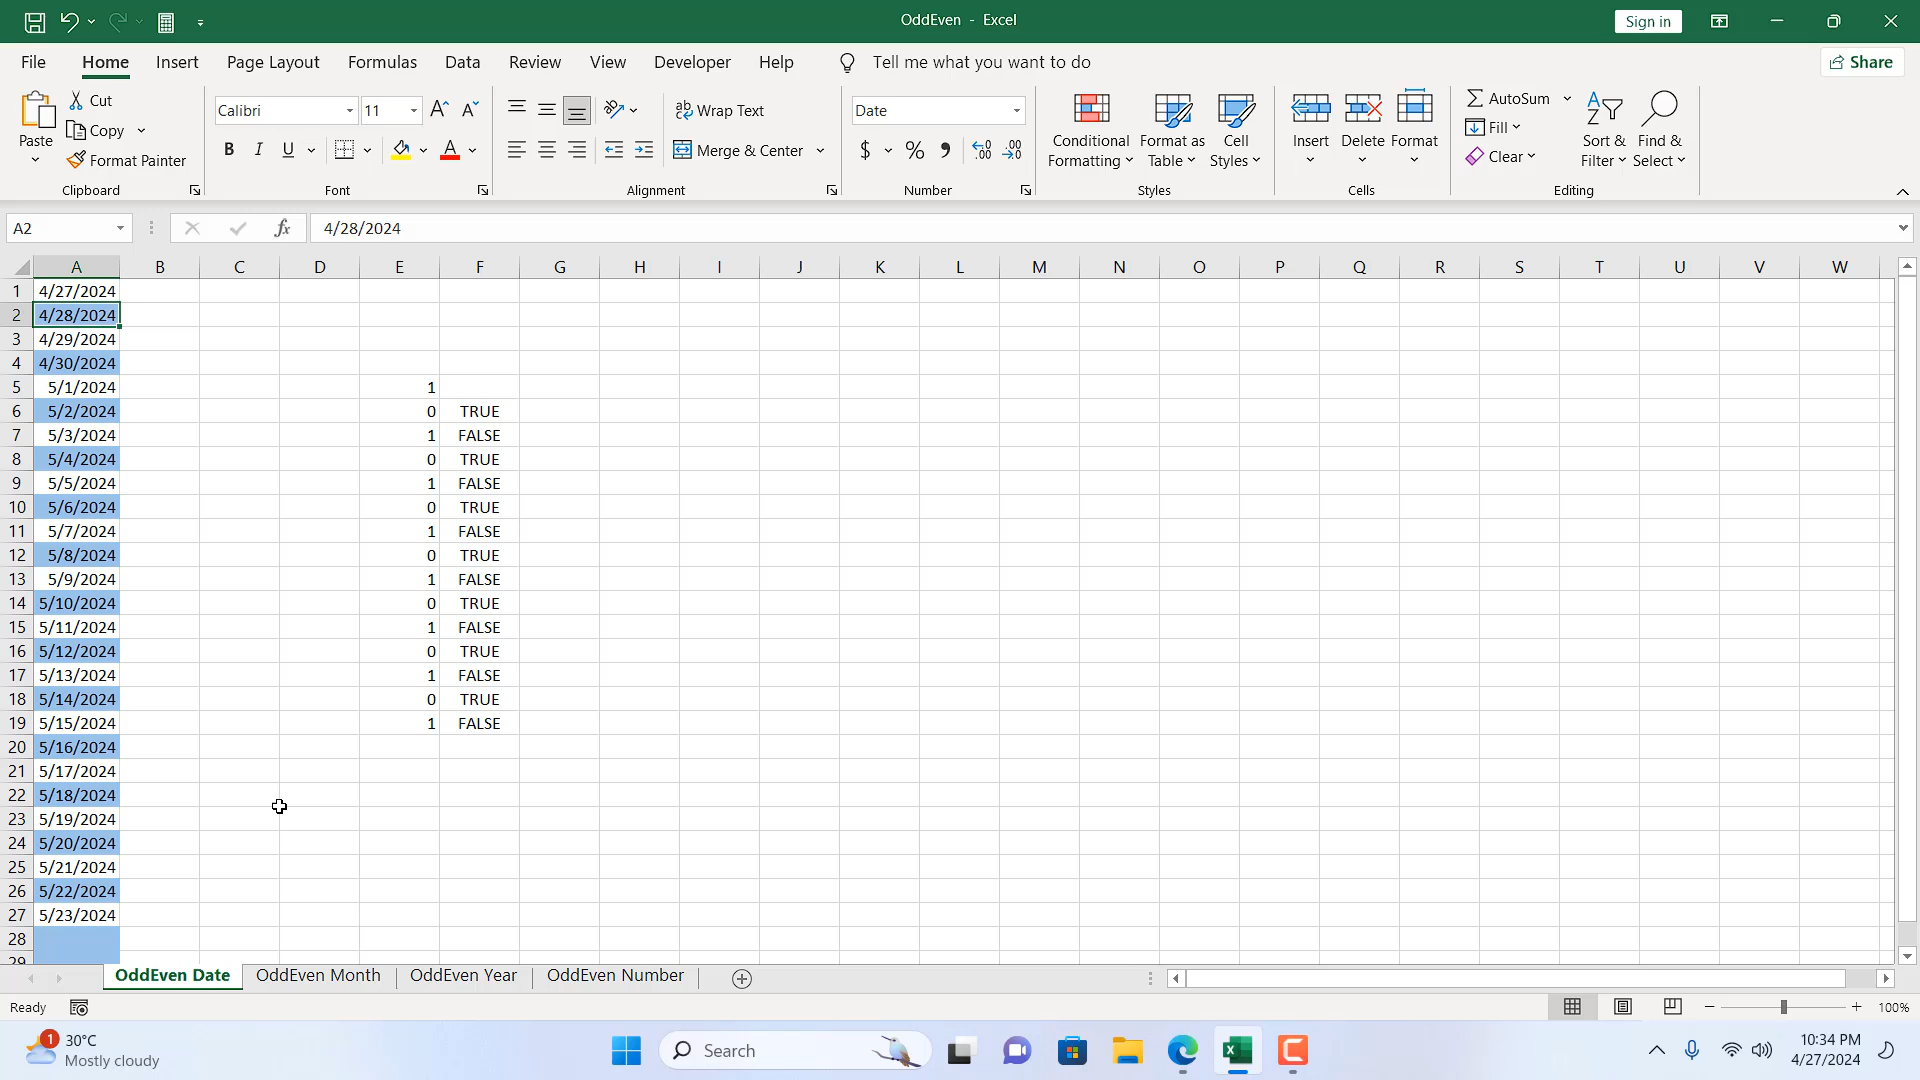 OddEven - Excel
Sign in
File Home Insert Page Layout Formulas Data Review View Developer Help Tell me what you want to do Share
Paste
Cut
Copy
Format Painter
Clipboard
Calibri 11
B I U A
Font
ab Wrap Text
Merge & Center
Alignment
Date
$ % ,
Number
Conditional Formatting
Format as Table
Cell Styles
Styles
Insert Delete Format
Cells
AutoSum
Fill
Clear
Sort & Filter
Find & Select
Editing
A2 fx 4/28/2024
A B C D E F G H I J K L M N O P Q R S T U V W
1 4/27/2024
2 4/28/2024
3 4/29/2024
4 4/30/2024
5 5/1/2024 1
6 5/2/2024 0 TRUE
7 5/3/2024 1 FALSE
8 5/4/2024 0 TRUE
9 5/5/2024 1 FALSE
10 5/6/2024 0 TRUE
11 5/7/2024 1 FALSE
12 5/8/2024 0 TRUE
13 5/9/2024 1 FALSE
14 5/10/2024 0 TRUE
15 5/11/2024 1 FALSE
16 5/12/2024 0 TRUE
17 5/13/2024 1 FALSE
18 5/14/2024 0 TRUE
19 5/15/2024 1 FALSE
20 5/16/2024
21 5/17/2024
22 5/18/2024
23 5/19/2024
24 5/20/2024
25 5/21/2024
26 5/22/2024
27 5/23/2024
28
29
OddEven Date OddEven Month OddEven Year OddEven Number
Ready 100%
1 30°C
Mostly cloudy
Search
10:34 PM
4/27/2024